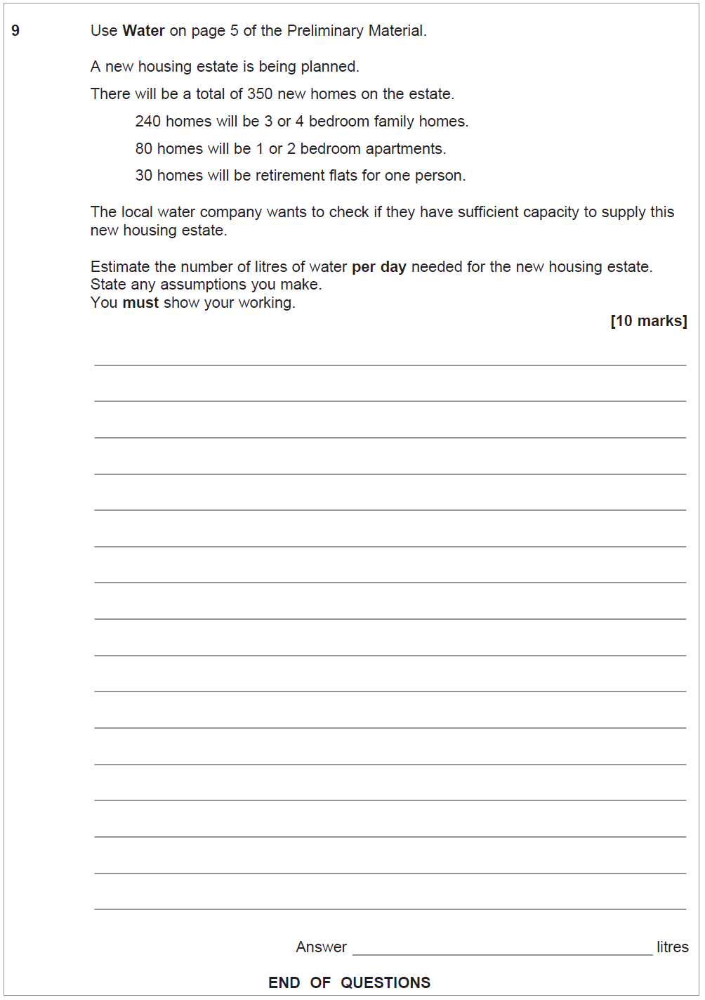 9 Use Water on page 5 of the Preliminary Material.
A new housing estate is being planned.
There will be a total of 350 new homes on the estate.
240 homes will be 3 or 4 bedroom family homes.
80 homes will be 1 or 2 bedroom apartments.
30 homes will be retirement flats for one person.
The local water company wants to check if they have sufficient capacity to supply this
new housing estate.
Estimate the number of litres of water per day needed for the new housing estate.
State any assumptions you make.
You must show your working.
[10 marks]
Answer litres
END OF QUESTIONS